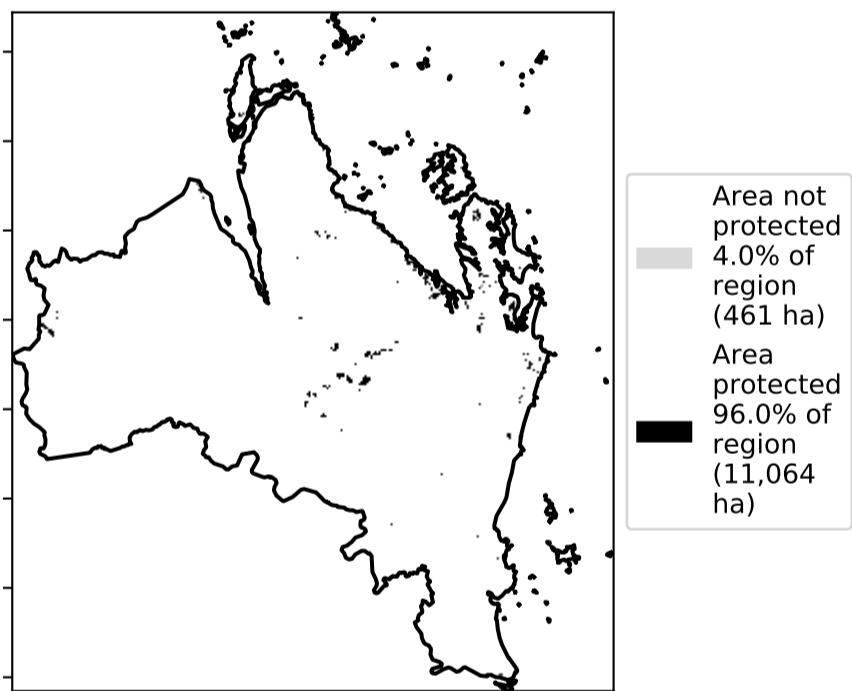 Area not
protected
4.0% of
region
(461 ha)
Area
protected
96.0% of
region
(11,064
ha)